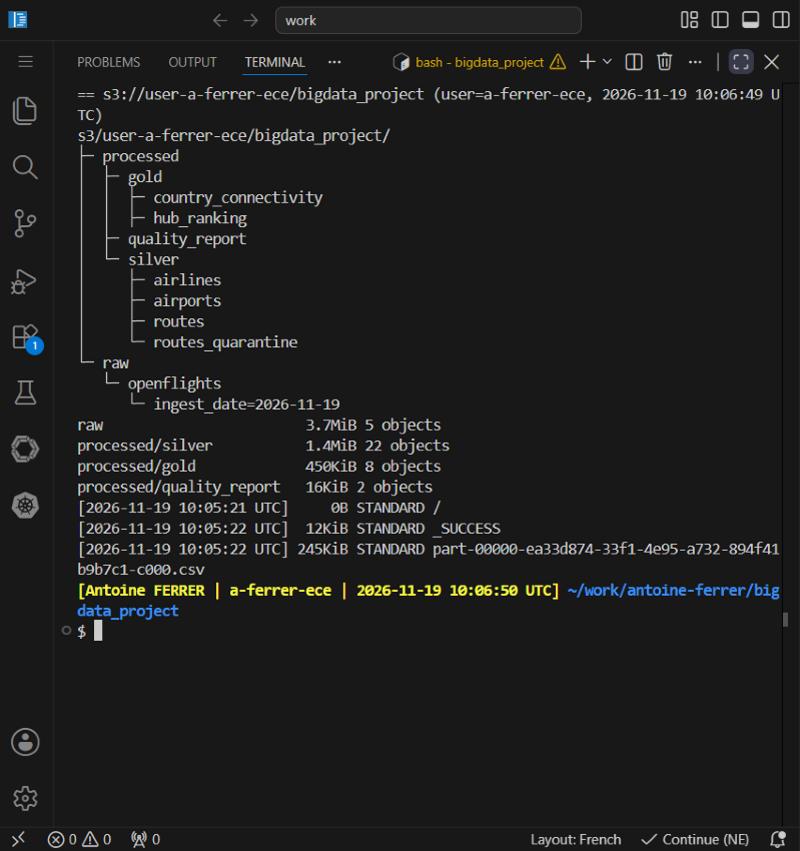 work
PROBLEMS OUTPUT TERMINAL ··· bash - bigdata_project ···
== s3://user-a-ferrer-ece/bigdata_project (user=a-ferrer-ece, 2026-11-19 10:06:49 U
TC)
s3/user-a-ferrer-ece/bigdata_project/
├─ processed
│  ├─ gold
│  │  ├─ country_connectivity
│  │  └─ hub_ranking
│  ├─ quality_report
│  └─ silver
│     ├─ airlines
│     ├─ airports
│     ├─ routes
│     └─ routes_quarantine
└─ raw
   └─ openflights
      └─ ingest_date=2026-11-19
raw                      3.7MiB 5 objects
processed/silver         1.4MiB 22 objects
processed/gold           450KiB 8 objects
processed/quality_report   16KiB 2 objects
[2026-11-19 10:05:21 UTC]     0B STANDARD /
[2026-11-19 10:05:22 UTC]  12KiB STANDARD _SUCCESS
[2026-11-19 10:05:22 UTC] 245KiB STANDARD part-00000-ea33d874-33f1-4e95-a732-894f41
b9b7c1-c000.csv
[Antoine FERRER | a-ferrer-ece | 2026-11-19 10:06:50 UTC] ~/work/antoine-ferrer/big
data_project
$
1
0 0 0 Layout: French Continue (NE)